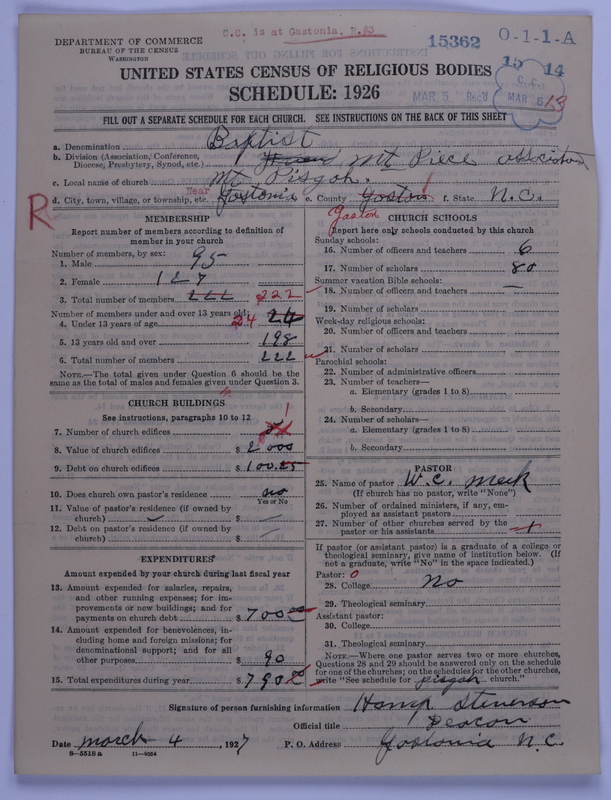 C.C. is at Gastonia. R.#3
DEPARTMENT OF COMMERCE
BUREAU OF THE CENSUS
WASHINGTON
15362 0-1-1-A
15 14
UNITED STATES CENSUS OF RELIGIOUS BODIES
SCHEDULE: 1926
MAR 5 Rec'd MAR 5 13
FILL OUT A SEPARATE SCHEDULE FOR EACH CHURCH. SEE INSTRUCTIONS ON THE BACK OF THIS SHEET
a. Denomination Baptist
b. Division (Association, Conference, Diocese, Presbytery, Synod, etc.) Mt Piece association
c. Local name of church Mt Pisgah.
Near
d. City, town, village, or township, etc. Gastonia e. County Gaston f. State N.C.
R
Gaston
MEMBERSHIP
Report number of members according to definition of member in your church
Number of members, by sex:
1. Male 95
2. Female 127
3. Total number of members 222 222
Number of members under and over 13 years old:
4. Under 13 years of age 24 24
5. 13 years old and over 198
6. Total number of members 222
NOTE.—The total given under Question 6 should be the same as the total of males and females given under Question 3.
CHURCH BUILDINGS
See instructions, paragraphs 10 to 12
7. Number of church edifices 1
8. Value of church edifices $ 2000
9. Debt on church edifices $ 100.25
10. Does church own pastor's residence no
Yes or No
11. Value of pastor's residence (if owned by church) $ —
12. Debt on pastor's residence (if owned by church) $ —
EXPENDITURES
Amount expended by your church during last fiscal year
13. Amount expended for salaries, repairs, and other running expenses; for improvements or new buildings; and for payments on church debt $ 700
14. Amount expended for benevolences, including home and foreign missions; for denominational support; and for all other purposes $ 90
15. Total expenditures during year $ 790
CHURCH SCHOOLS
Report here only schools conducted by this church
Sunday schools:
16. Number of officers and teachers 6
17. Number of scholars 80
Summer vacation Bible schools:
18. Number of officers and teachers —
19. Number of scholars
Week-day religious schools:
20. Number of officers and teachers
21. Number of scholars
Parochial schools:
22. Number of administrative officers
23. Number of teachers—
a. Elementary (grades 1 to 8)
b. Secondary
24. Number of scholars—
a. Elementary (grades 1 to 8)
b. Secondary
PASTOR
25. Name of pastor W.C. Meek
(If church has no pastor, write "None")
26. Number of ordained ministers, if any, employed as assistant pastors
27. Number of other churches served by the pastor or his assistants 1
If pastor (or assistant pastor) is a graduate of a college or theological seminary, give name of institution below. (If not a graduate, write "No" in the space indicated.)
Pastor: 0
28. College No
29. Theological seminary
Assistant pastor:
30. College
31. Theological seminary
NOTE.—Where one pastor serves two or more churches, Questions 28 and 29 should be answered only on the schedule for one of the churches; on the schedules for the other churches, write "See schedule for pisgah church."
Signature of person furnishing information Hamp Stenerson
Official title Deacon
Date march 4, 1927 P. O. Address Gastonia N.C.
8—5518 a 11—9064